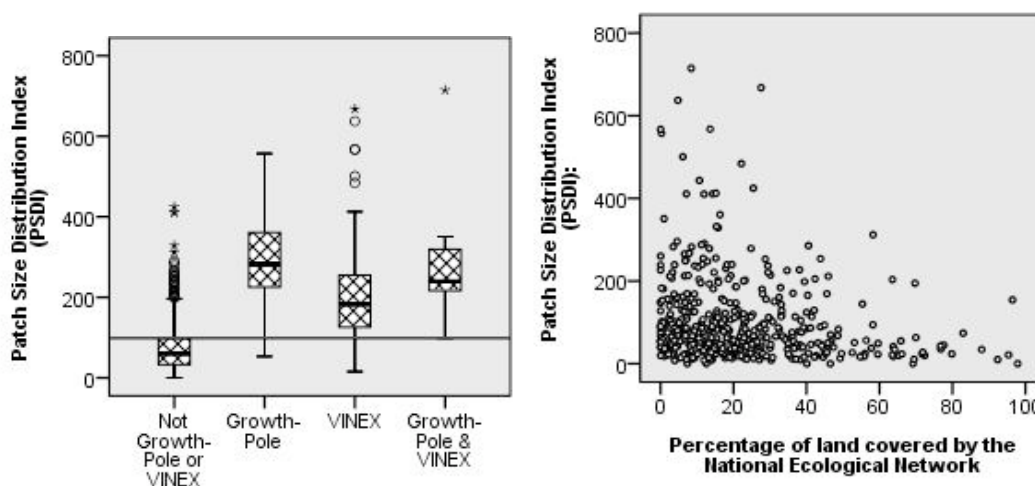 Patch Size Distribution Index
(PSDI)
800
600
400
200
0
Not
Growth-
Pole or
VINEX
Growth-
Pole
VINEX
Growth-
Pole &
VINEX
Patch Size Distribution Index
(PSDI):
800
600
400
200
0
0 20 40 60 80 100
Percentage of land covered by the
National Ecological Network